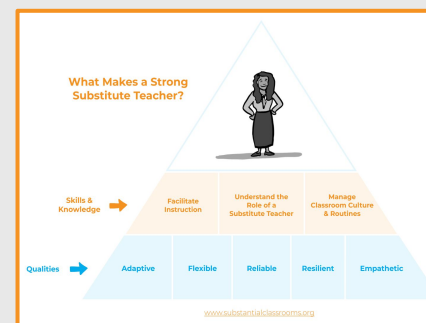 What Makes a Strong
Substitute Teacher?
Skills &
Knowledge
Facilitate
Instruction
Understand the
Role of a
Substitute Teacher
Manage
Classroom Culture
& Routines
Qualities
Adaptive
Flexible
Reliable
Resilient
Empathetic
www.substantialclassrooms.org